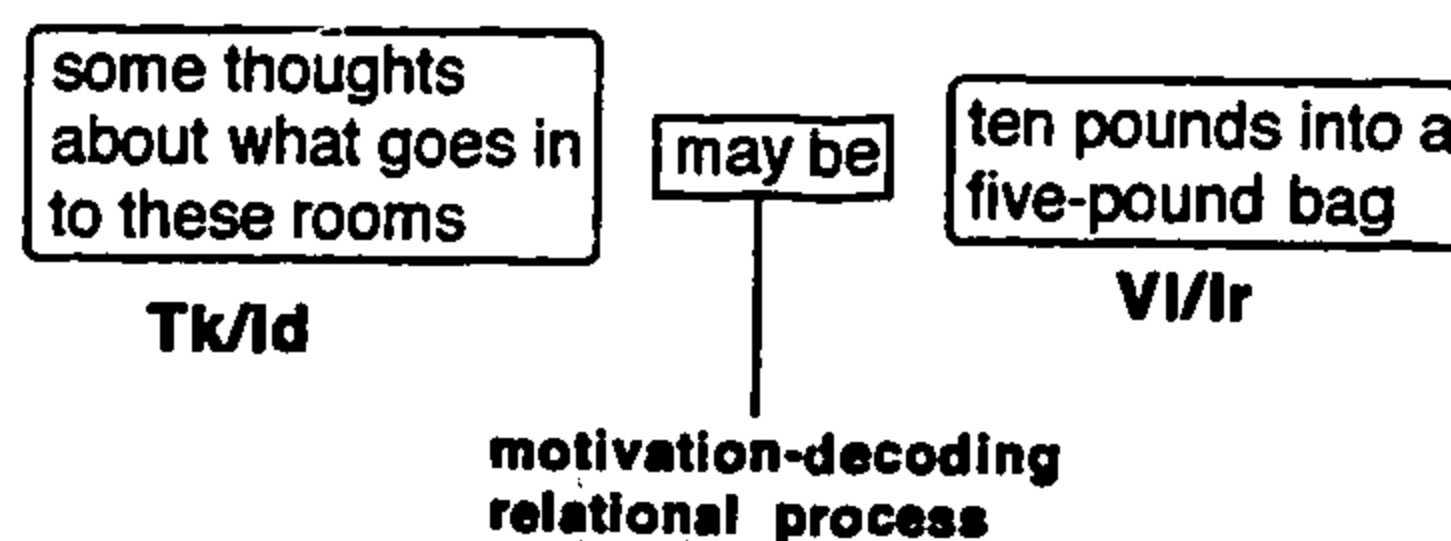 some thoughts
about what goes in
to these rooms
Tk/Id
may be
motivation-decoding
relational process
ten pounds into a
five-pound bag
Vl/Ir